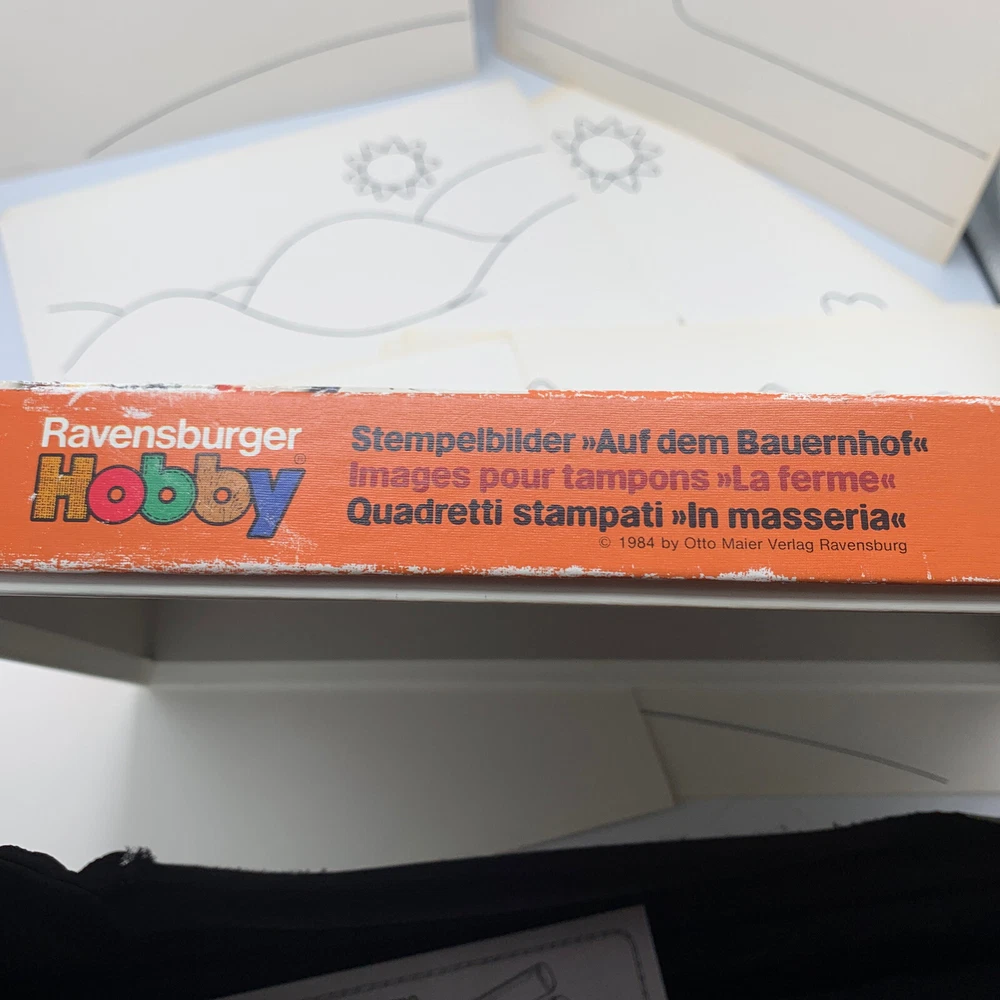 Ravensburger
Hobby®
Stempelbilder »Auf dem Bauernhof«
Images pour tampons »La ferme«
Quadretti stampati »In masseria«
© 1984 by Otto Maier Verlag Ravensburg